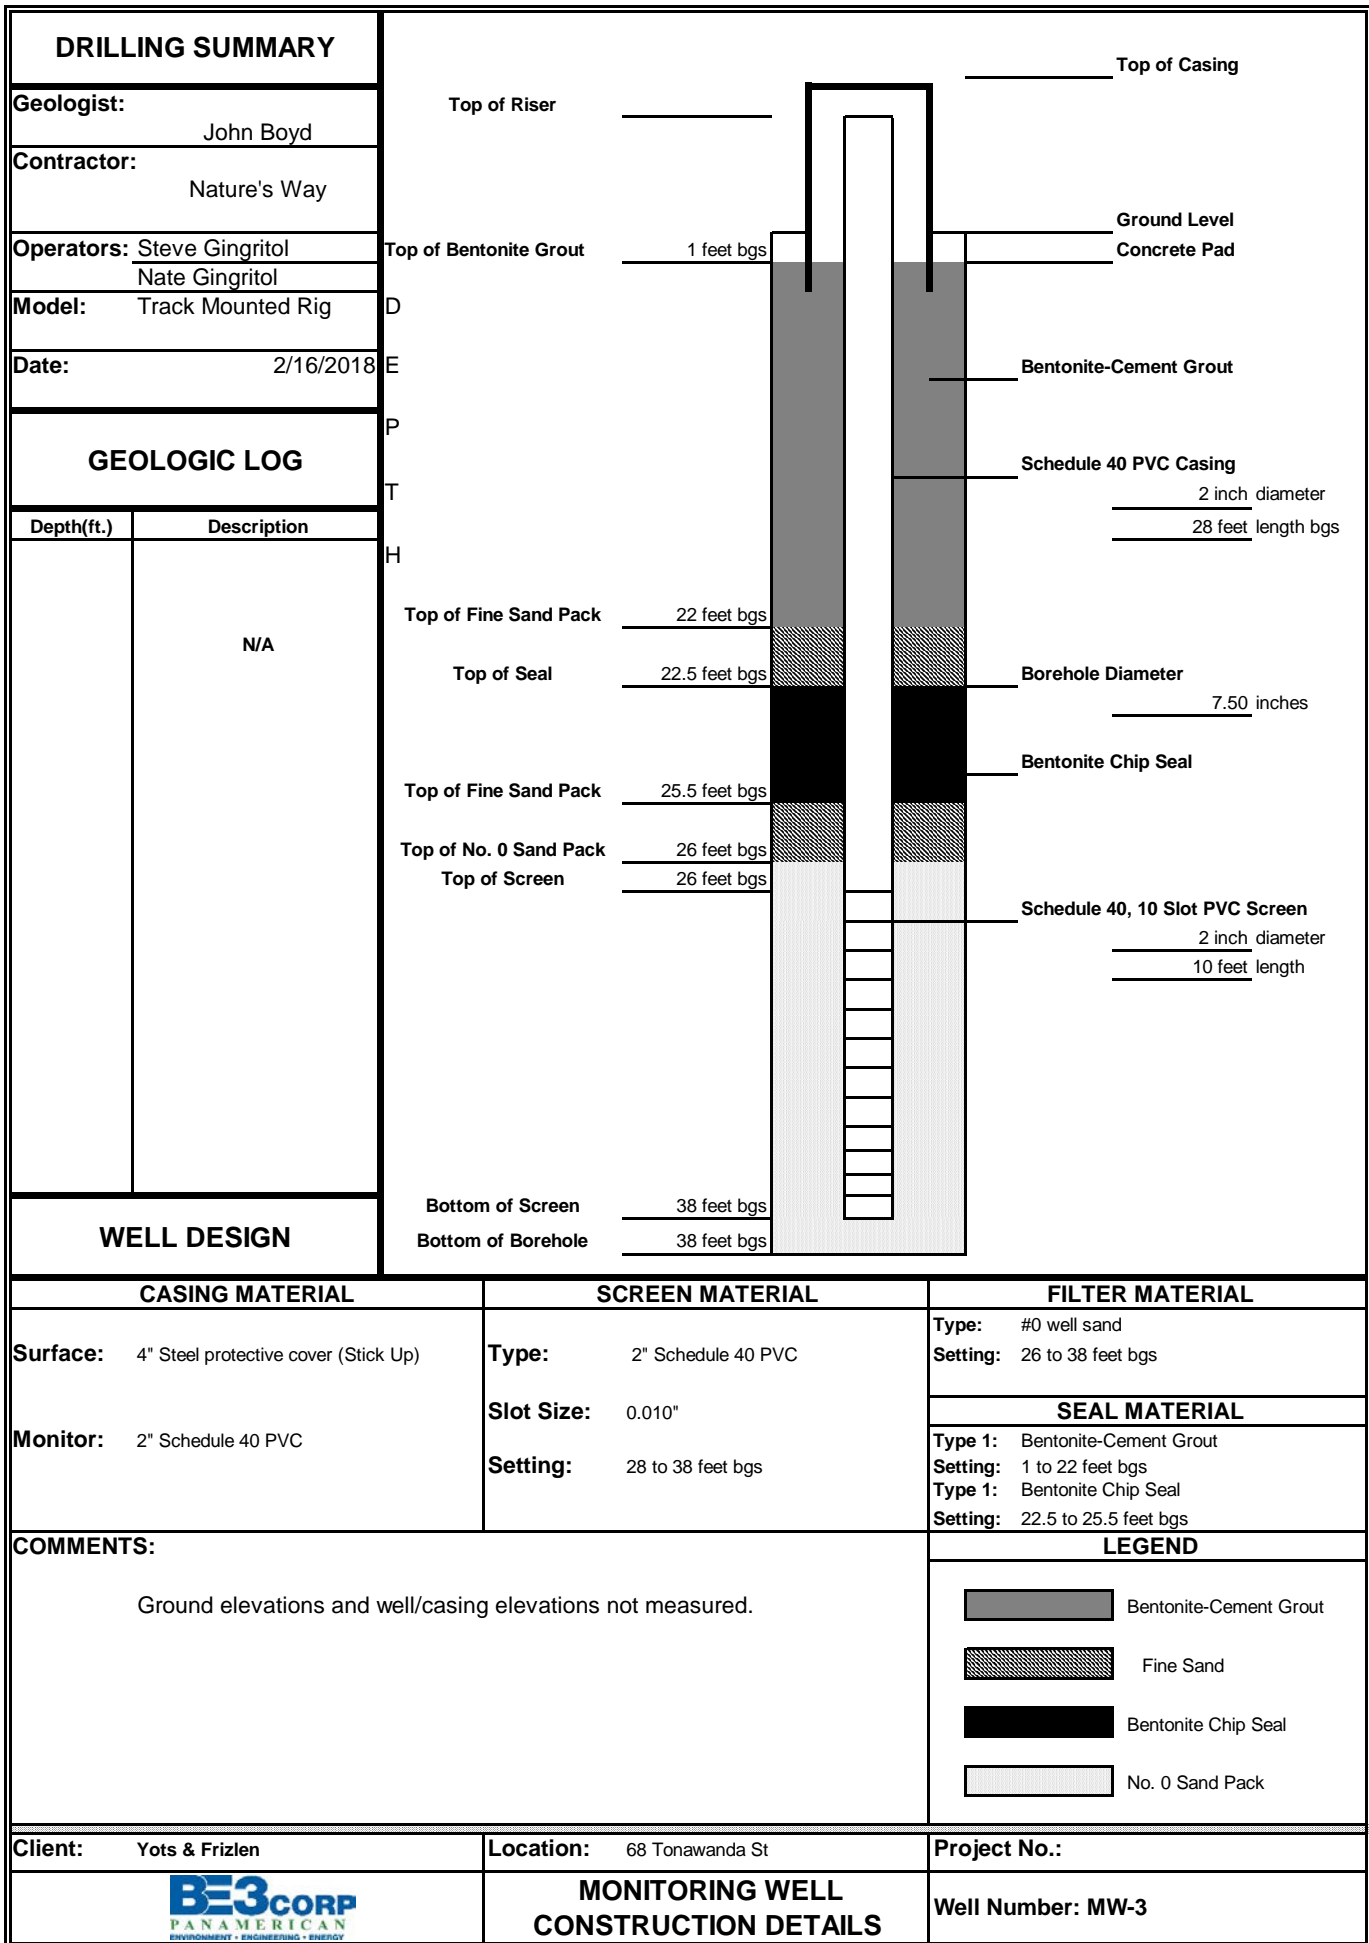 DRILLING SUMMARY
Geologist:
John Boyd
Contractor:
Nature's Way
Operators: Steve Gingritol
Nate Gingritol
Model: Track Mounted Rig
Date: 2/16/2018
GEOLOGIC LOG
Depth(ft.) Description
N/A
WELL DESIGN
D
E
P
T
H
Top of Casing
Top of Riser
Ground Level
Top of Bentonite Grout 1 feet bgs
Concrete Pad
Bentonite-Cement Grout
Schedule 40 PVC Casing
2 inch diameter
28 feet length bgs
Top of Fine Sand Pack 22 feet bgs
Top of Seal 22.5 feet bgs
Borehole Diameter
7.50 inches
Bentonite Chip Seal
Top of Fine Sand Pack 25.5 feet bgs
Top of No. 0 Sand Pack 26 feet bgs
Top of Screen 26 feet bgs
Schedule 40, 10 Slot PVC Screen
2 inch diameter
10 feet length
Bottom of Screen 38 feet bgs
Bottom of Borehole 38 feet bgs
CASING MATERIAL
Surface: 4" Steel protective cover (Stick Up)
Monitor: 2" Schedule 40 PVC
SCREEN MATERIAL
Type: 2" Schedule 40 PVC
Slot Size: 0.010"
Setting: 28 to 38 feet bgs
FILTER MATERIAL
Type: #0 well sand
Setting: 26 to 38 feet bgs
SEAL MATERIAL
Type 1: Bentonite-Cement Grout
Setting: 1 to 22 feet bgs
Type 1: Bentonite Chip Seal
Setting: 22.5 to 25.5 feet bgs
COMMENTS:
Ground elevations and well/casing elevations not measured.
LEGEND
Bentonite-Cement Grout
Fine Sand
Bentonite Chip Seal
No. 0 Sand Pack
Client: Yots & Frizlen
Location: 68 Tonawanda St
Project No.:
BE3CORP
PANAMERICAN
ENVIRONMENT • ENGINEERING • ENERGY
MONITORING WELL
CONSTRUCTION DETAILS
Well Number: MW-3